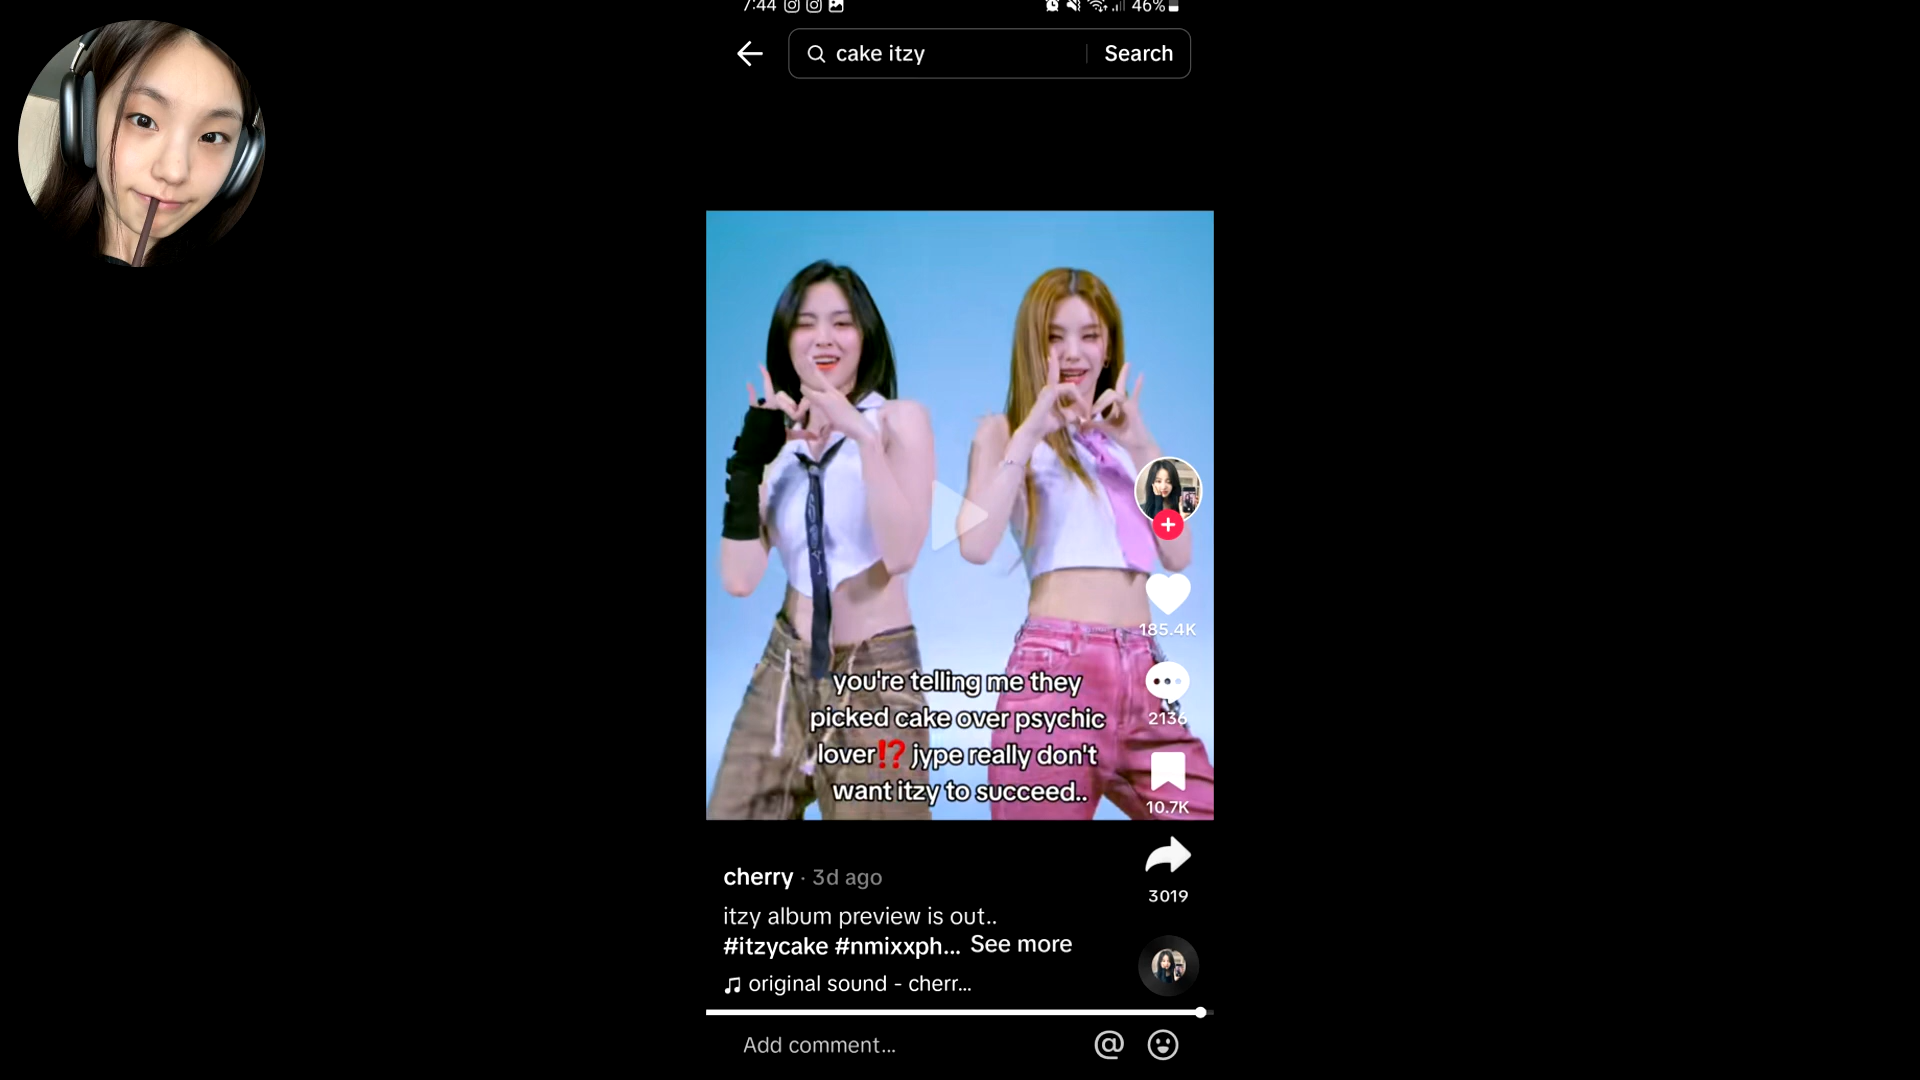 7:44
46%
cake itzy
Search
185.4K
you're telling me they
picked cake over psychic
lover⁉️ jype really don't
want itzy to succeed..
2136
10.7K
3019
cherry · 3d ago
itzy album preview is out..
#itzycake #nmixxph... See more
original sound - cherr...
Add comment...
@